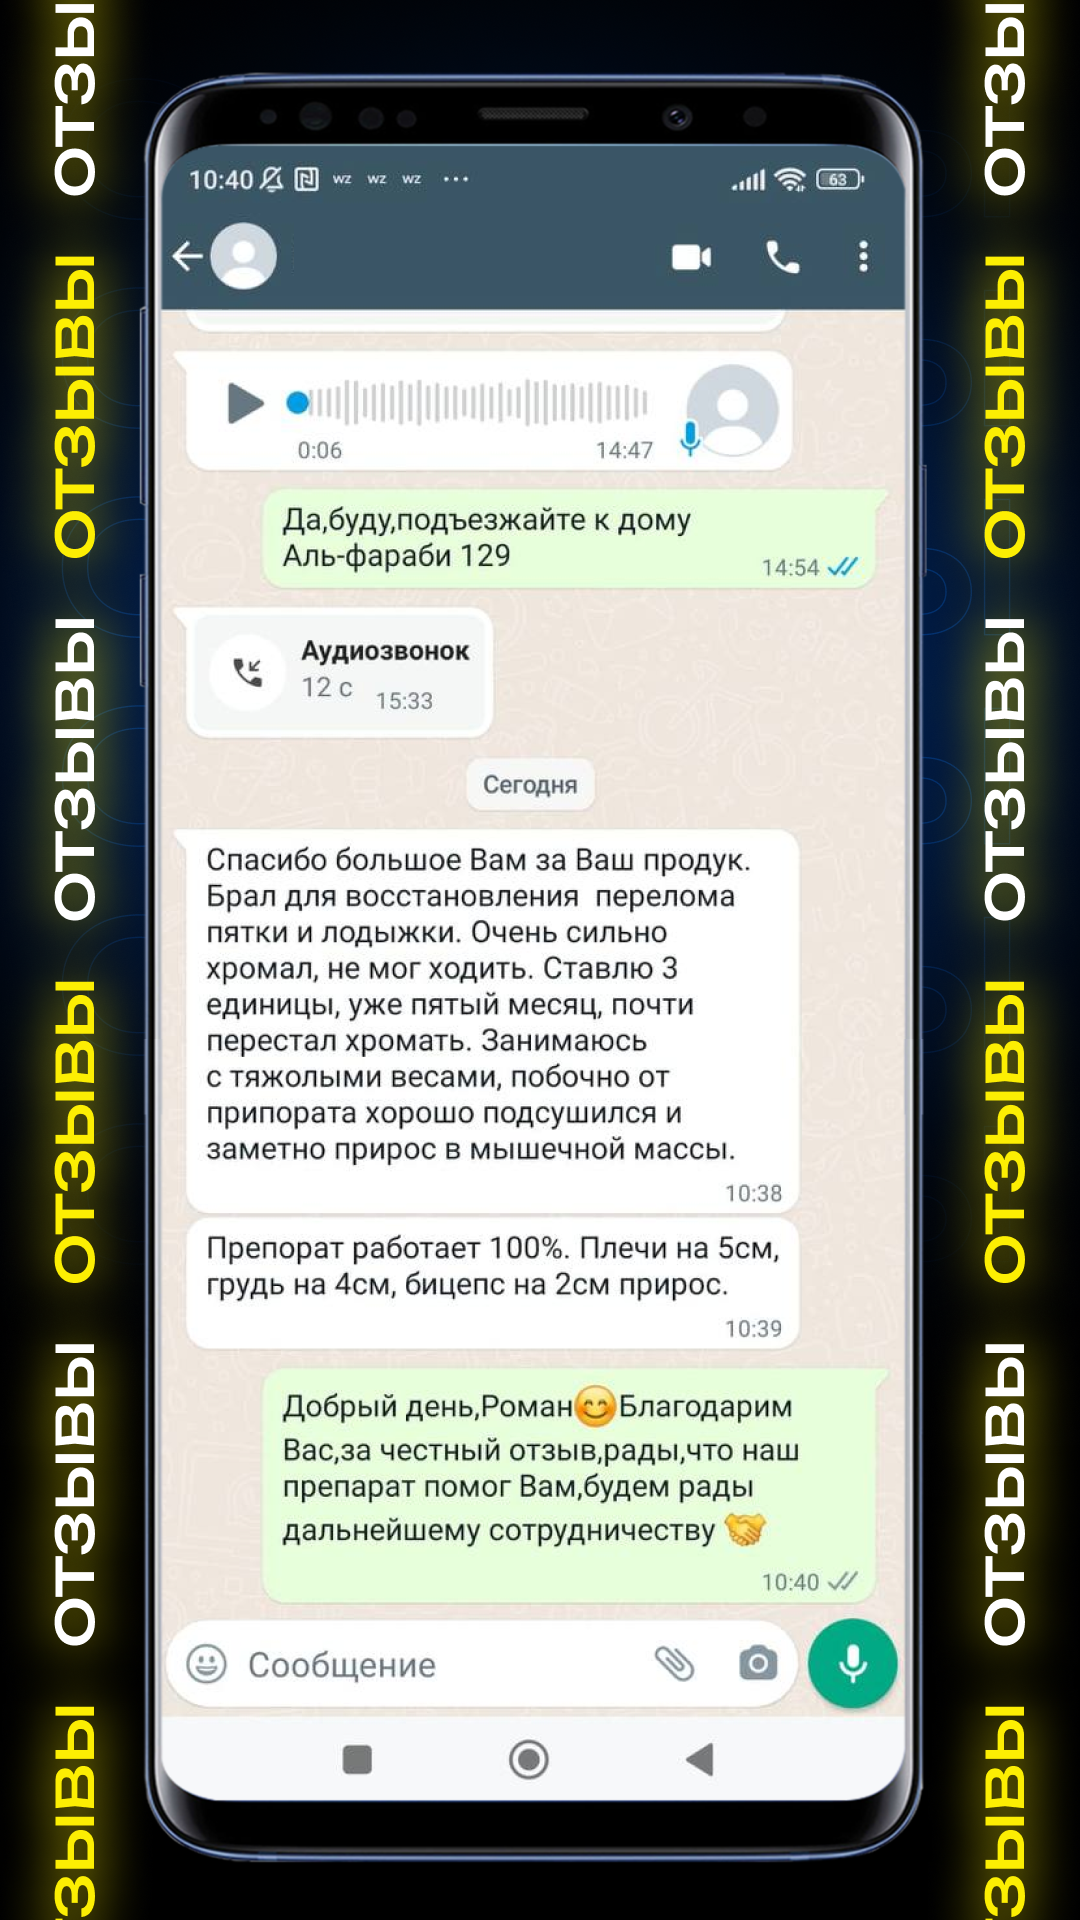 ОТЗЫ
ОТЗЫВЫ
ОТЗЫВЫ
ОТЗЫВЫ
ОТЗЫВЫ
ЗЫВЫ
10:40 wz wz wz ...
63
0:06 14:47
Да,буду,подъезжайте к дому
Аль-фараби 129
14:54
Аудиозвонок
12 с 15:33
Сегодня
Спасибо большое Вам за Ваш продук.
Брал для восстановления перелома
пятки и лодыжки. Очень сильно
хромал, не мог ходить. Ставлю 3
единицы, уже пятый месяц, почти
перестал хромать. Занимаюсь
с тяжолыми весами, побочно от
припората хорошо подсушился и
заметно прирос в мышечной массы.
10:38
Препорат работает 100%. Плечи на 5см,
грудь на 4см, бицепс на 2см прирос.
10:39
Добрый день,Роман😊Благодарим
Вас,за честный отзыв,рады,что наш
препарат помог Вам,будем рады
дальнейшему сотрудничеству 🤝
10:40
Сообщение
ОТЗЫ
ОТЗЫВЫ
ОТЗЫВЫ
ОТЗЫВЫ
ОТЗЫВЫ
ЗЫВЫ